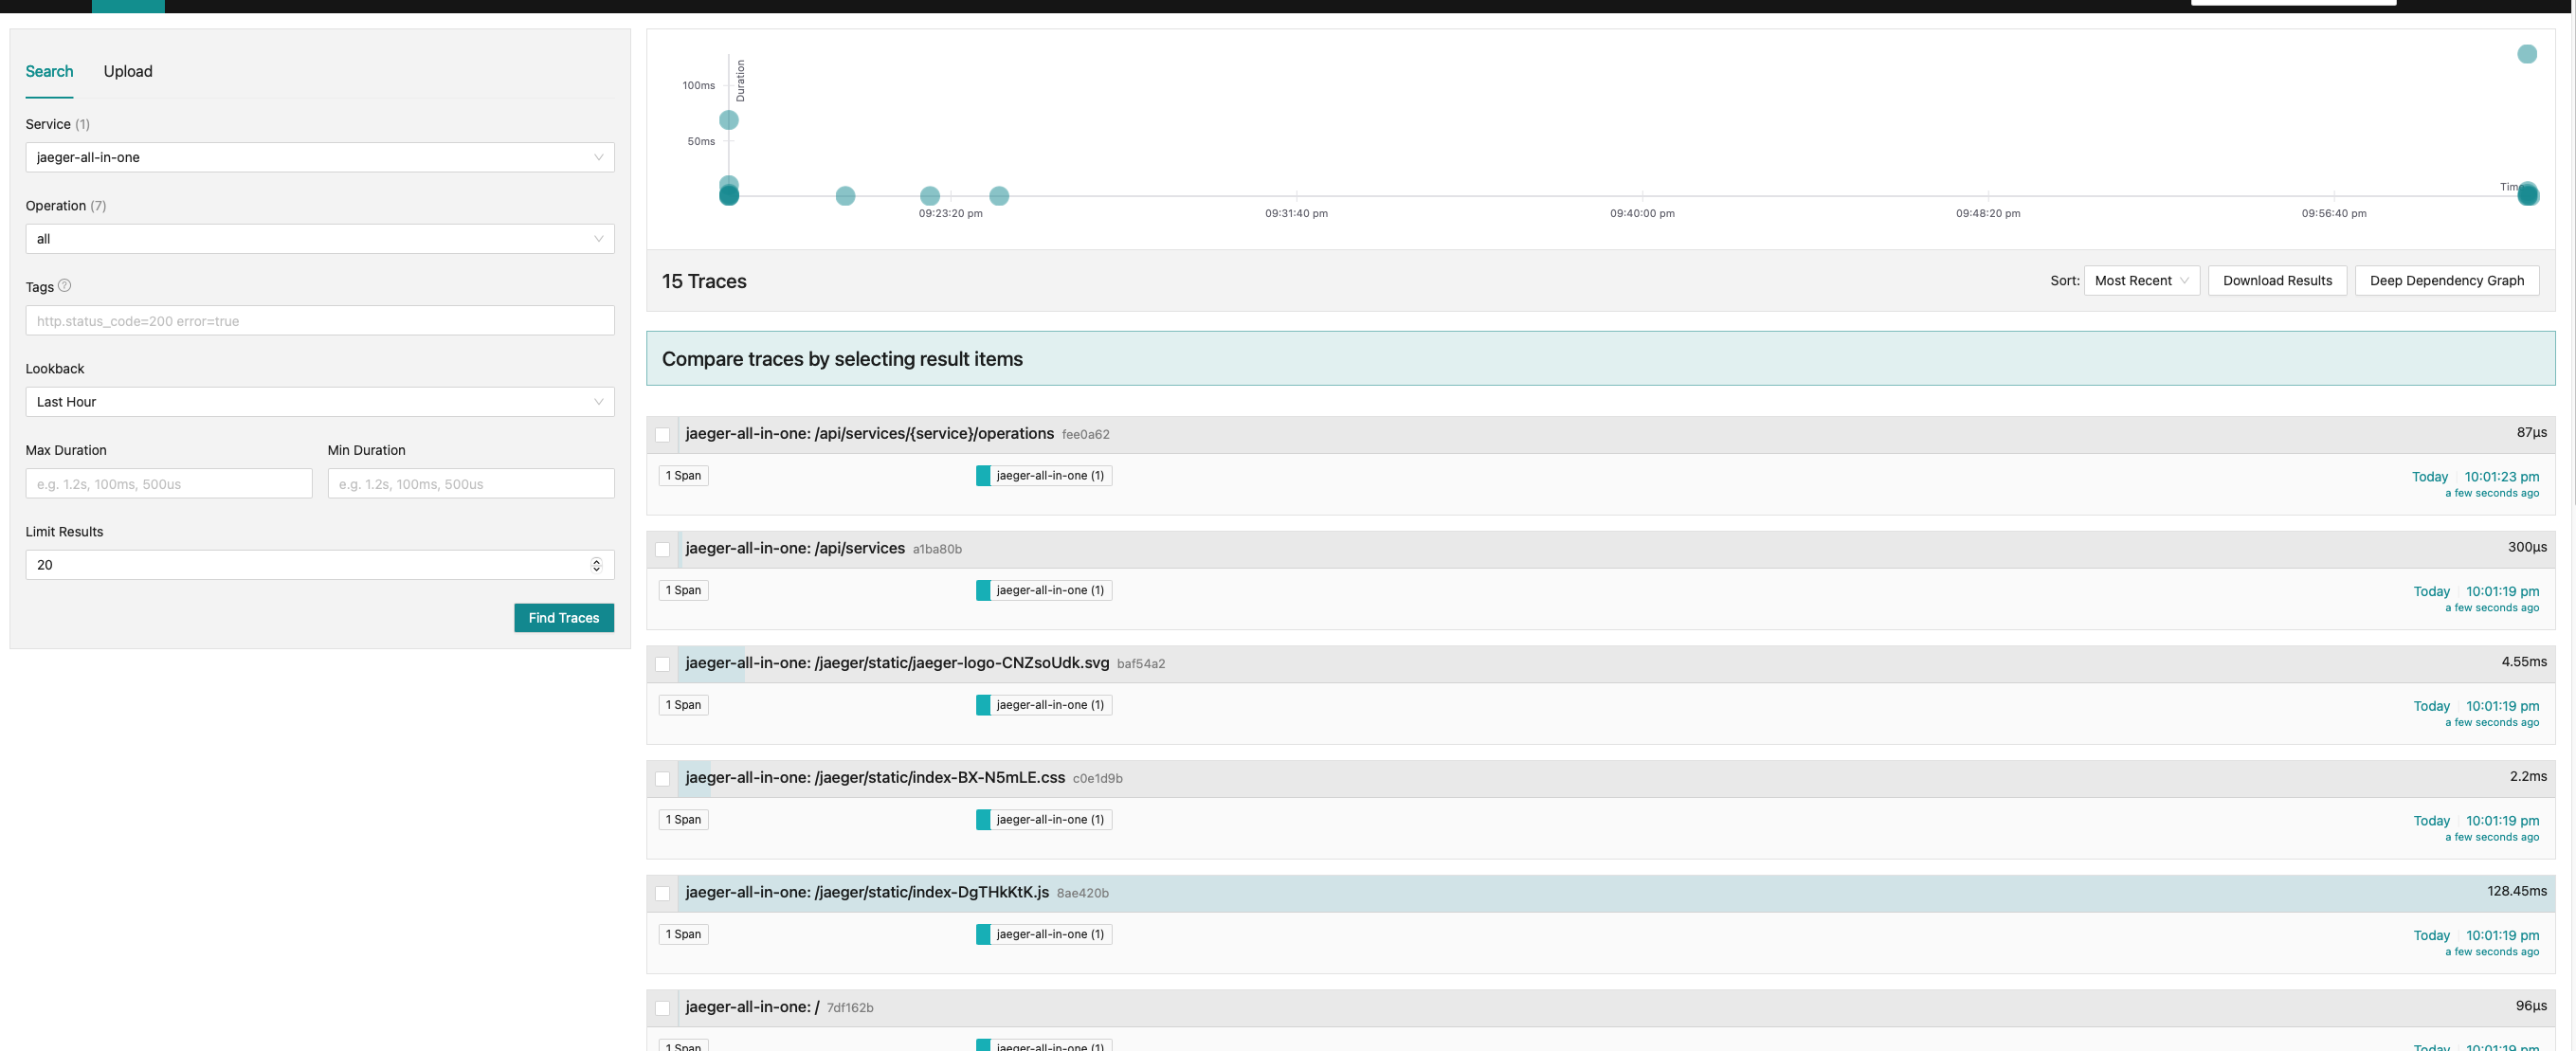 Search Upload
Service (1)
jaeger-all-in-one
Operation (7)
all
Tags
http.status_code=200 error=true
Lookback
Last Hour
Max Duration Min Duration
e.g. 1.2s, 100ms, 500us e.g. 1.2s, 100ms, 500us
Limit Results
20
Find Traces
Duration
100ms
50ms
Time
09:23:20 pm 09:31:40 pm 09:40:00 pm 09:48:20 pm 09:56:40 pm
15 Traces Sort: Most Recent Download Results Deep Dependency Graph
Compare traces by selecting result items
jaeger-all-in-one: /api/services/{service}/operations fee0a62 87μs
1 Span jaeger-all-in-one (1) Today 10:01:23 pm
a few seconds ago
jaeger-all-in-one: /api/services a1ba80b 300μs
1 Span jaeger-all-in-one (1) Today 10:01:19 pm
a few seconds ago
jaeger-all-in-one: /jaeger/static/jaeger-logo-CNZsoUdk.svg baf54a2 4.55ms
1 Span jaeger-all-in-one (1) Today 10:01:19 pm
a few seconds ago
jaeger-all-in-one: /jaeger/static/index-BX-N5mLE.css c0e1d9b 2.2ms
1 Span jaeger-all-in-one (1) Today 10:01:19 pm
a few seconds ago
jaeger-all-in-one: /jaeger/static/index-DgTHkKtK.js 8ae420b 128.45ms
1 Span jaeger-all-in-one (1) Today 10:01:19 pm
a few seconds ago
jaeger-all-in-one: / 7df162b 96μs
1 Span jaeger-all-in-one (1) Today 10:01:19 pm